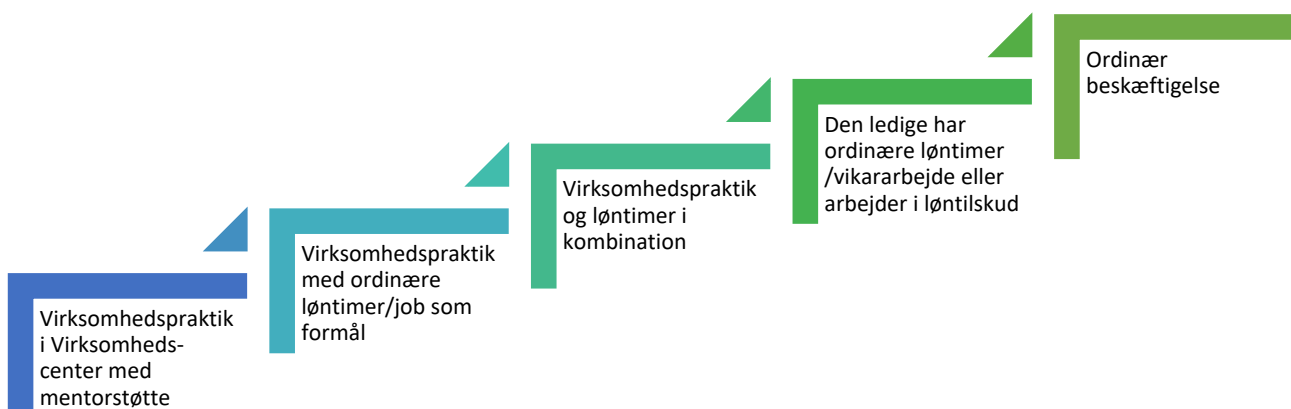 Virksomhedspraktik
i Virksomheds-
center med
mentorstøtte
Virksomhedspraktik
med ordinære
løntimer/job som
formål
Virksomhedspraktik
og løntimer i
kombination
Den ledige har
ordinære løntimer
/vikararbejde eller
arbejder i løntilskud
Ordinær
beskæftigelse